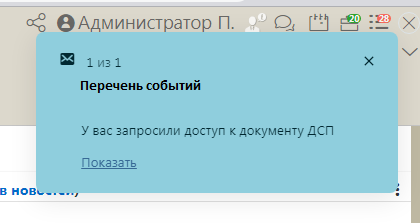 Администратор П.
20
28
1 из 1
Перечень событий
У вас запросили доступ к документу ДСП
Показать
в новостей)